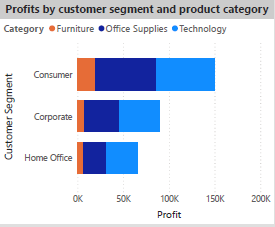 Profits by customer segment and product category
Category Furniture Office Supplies Technology
Customer Segment
Consumer
Corporate
Home Office
0K 50K 100K 150K 200K
Profit